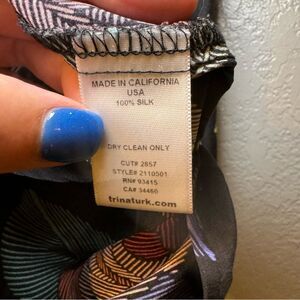 MADE IN CALIFORNIA
USA
100% SILK
DRY CLEAN ONLY
CUT# 2857
STYLE# 2110501
RN# 93415
CA# 34460
trinaturk.com